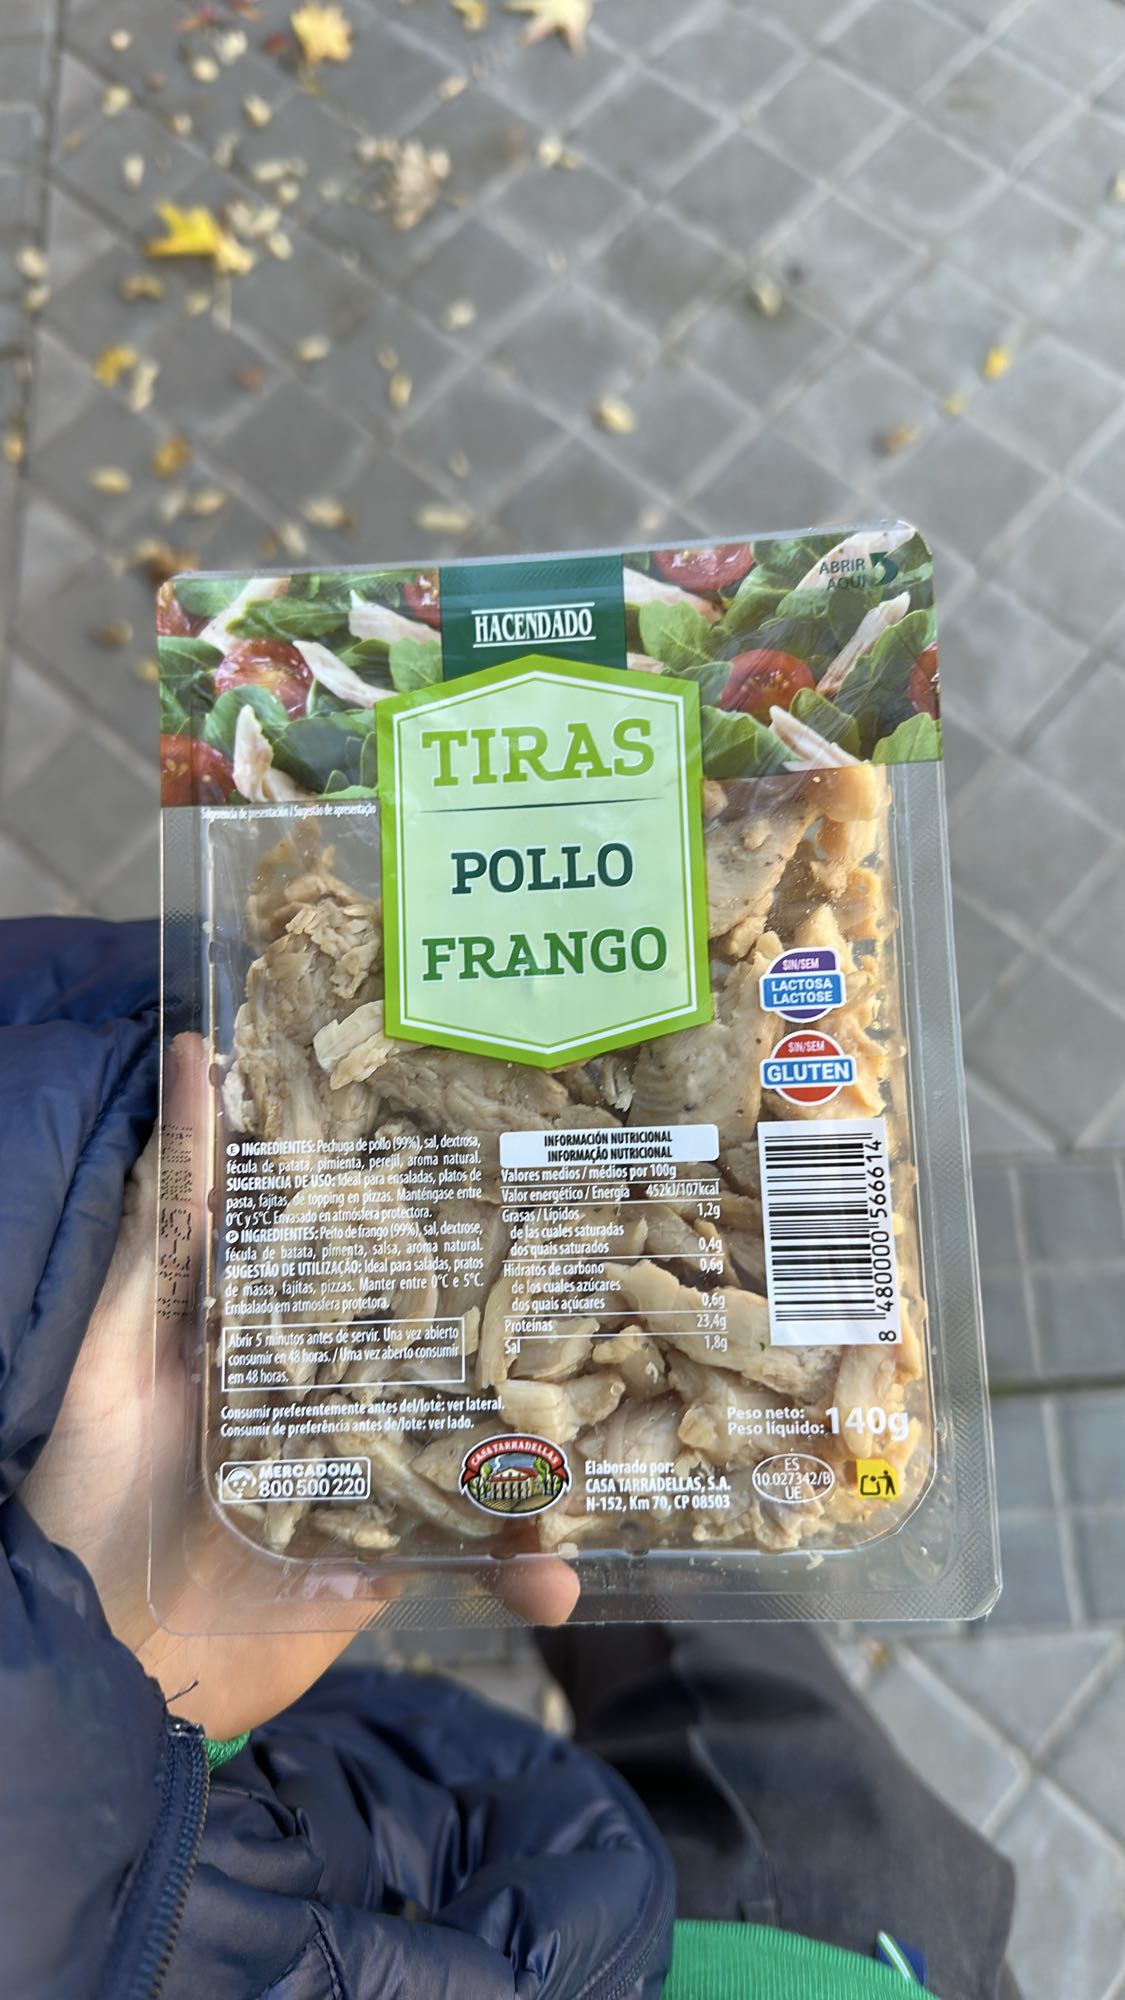 ABRIR
AQUÍ
HACENDADO
TIRAS
POLLO
FRANGO
Sugerencia de presentación / Sugestão de apresentação
SIN/SEM
LACTOSA
LACTOSE
SIN/SEM
GLUTEN
E INGREDIENTES: Pechuga de pollo (99%), sal, dextrosa,
fécula de patata, pimienta, perejil, aroma natural.
SUGERENCIA DE USO: Ideal para ensaladas, platos de
pasta, fajitas, de topping en pizzas. Manténgase entre
0°C y 5°C. Envasado en atmósfera protectora.
P INGREDIENTES: Peito de frango (99%), sal, dextrose,
fécula de batata, pimenta, salsa, aroma natural.
SUGESTÃO DE UTILIZAÇÃO: Ideal para saladas, pratos
de massa, fajitas, pizzas. Manter entre 0°C e 5°C.
Embalado em atmosfera protetora.
Abrir 5 minutos antes de servir. Una vez abierto
consumir en 48 horas. / Uma vez aberto consumir
em 48 horas.
INFORMACIÓN NUTRICIONAL
INFORMAÇÃO NUTRICIONAL
Valores medios / médios por 100g
Valor energético / Energia 452kJ/107kcal
Grasas / Lípidos 1,2g
de las cuales saturadas
dos quais saturados 0,4g
Hidratos de carbono 0,6g
de los cuales azúcares
dos quais açúcares 0,6g
Proteínas 23,4g
Sal 1,8g
8 480000 566614
Consumir preferentemente antes del/lote: ver lateral.
Consumir de preferência antes de/lote: ver lado.
Peso neto:
Peso líquido: 140g
MERCADONA
800 500 220
CASA TARRADELLAS
Elaborado por:
CASA TARRADELLAS, S.A.
N-152, Km 70, CP 08503
ES
10.027342/B
UE